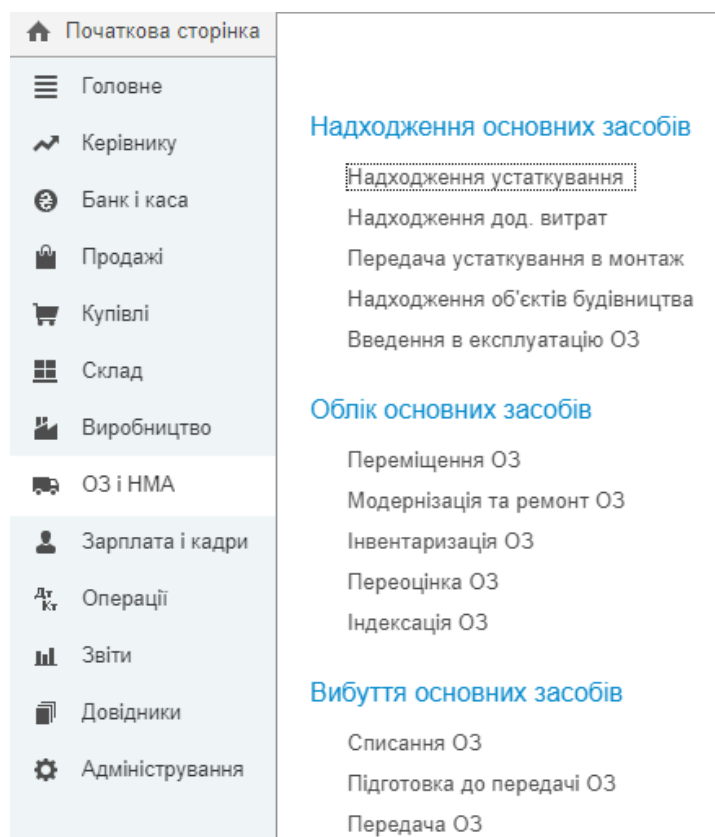 Початкова сторінка
Головне
Керівнику
Банк і каса
Продажі
Купівлі
Склад
Виробництво
ОЗ і НМА
Зарплата і кадри
Дт Кт Операції
Звіти
Довідники
Адміністрування
Надходження основних засобів
Надходження устаткування
Надходження дод. витрат
Передача устаткування в монтаж
Надходження об'єктів будівництва
Введення в експлуатацію ОЗ
Облік основних засобів
Переміщення ОЗ
Модернізація та ремонт ОЗ
Інвентаризація ОЗ
Переоцінка ОЗ
Індексація ОЗ
Вибуття основних засобів
Списання ОЗ
Підготовка до передачі ОЗ
Передача ОЗ